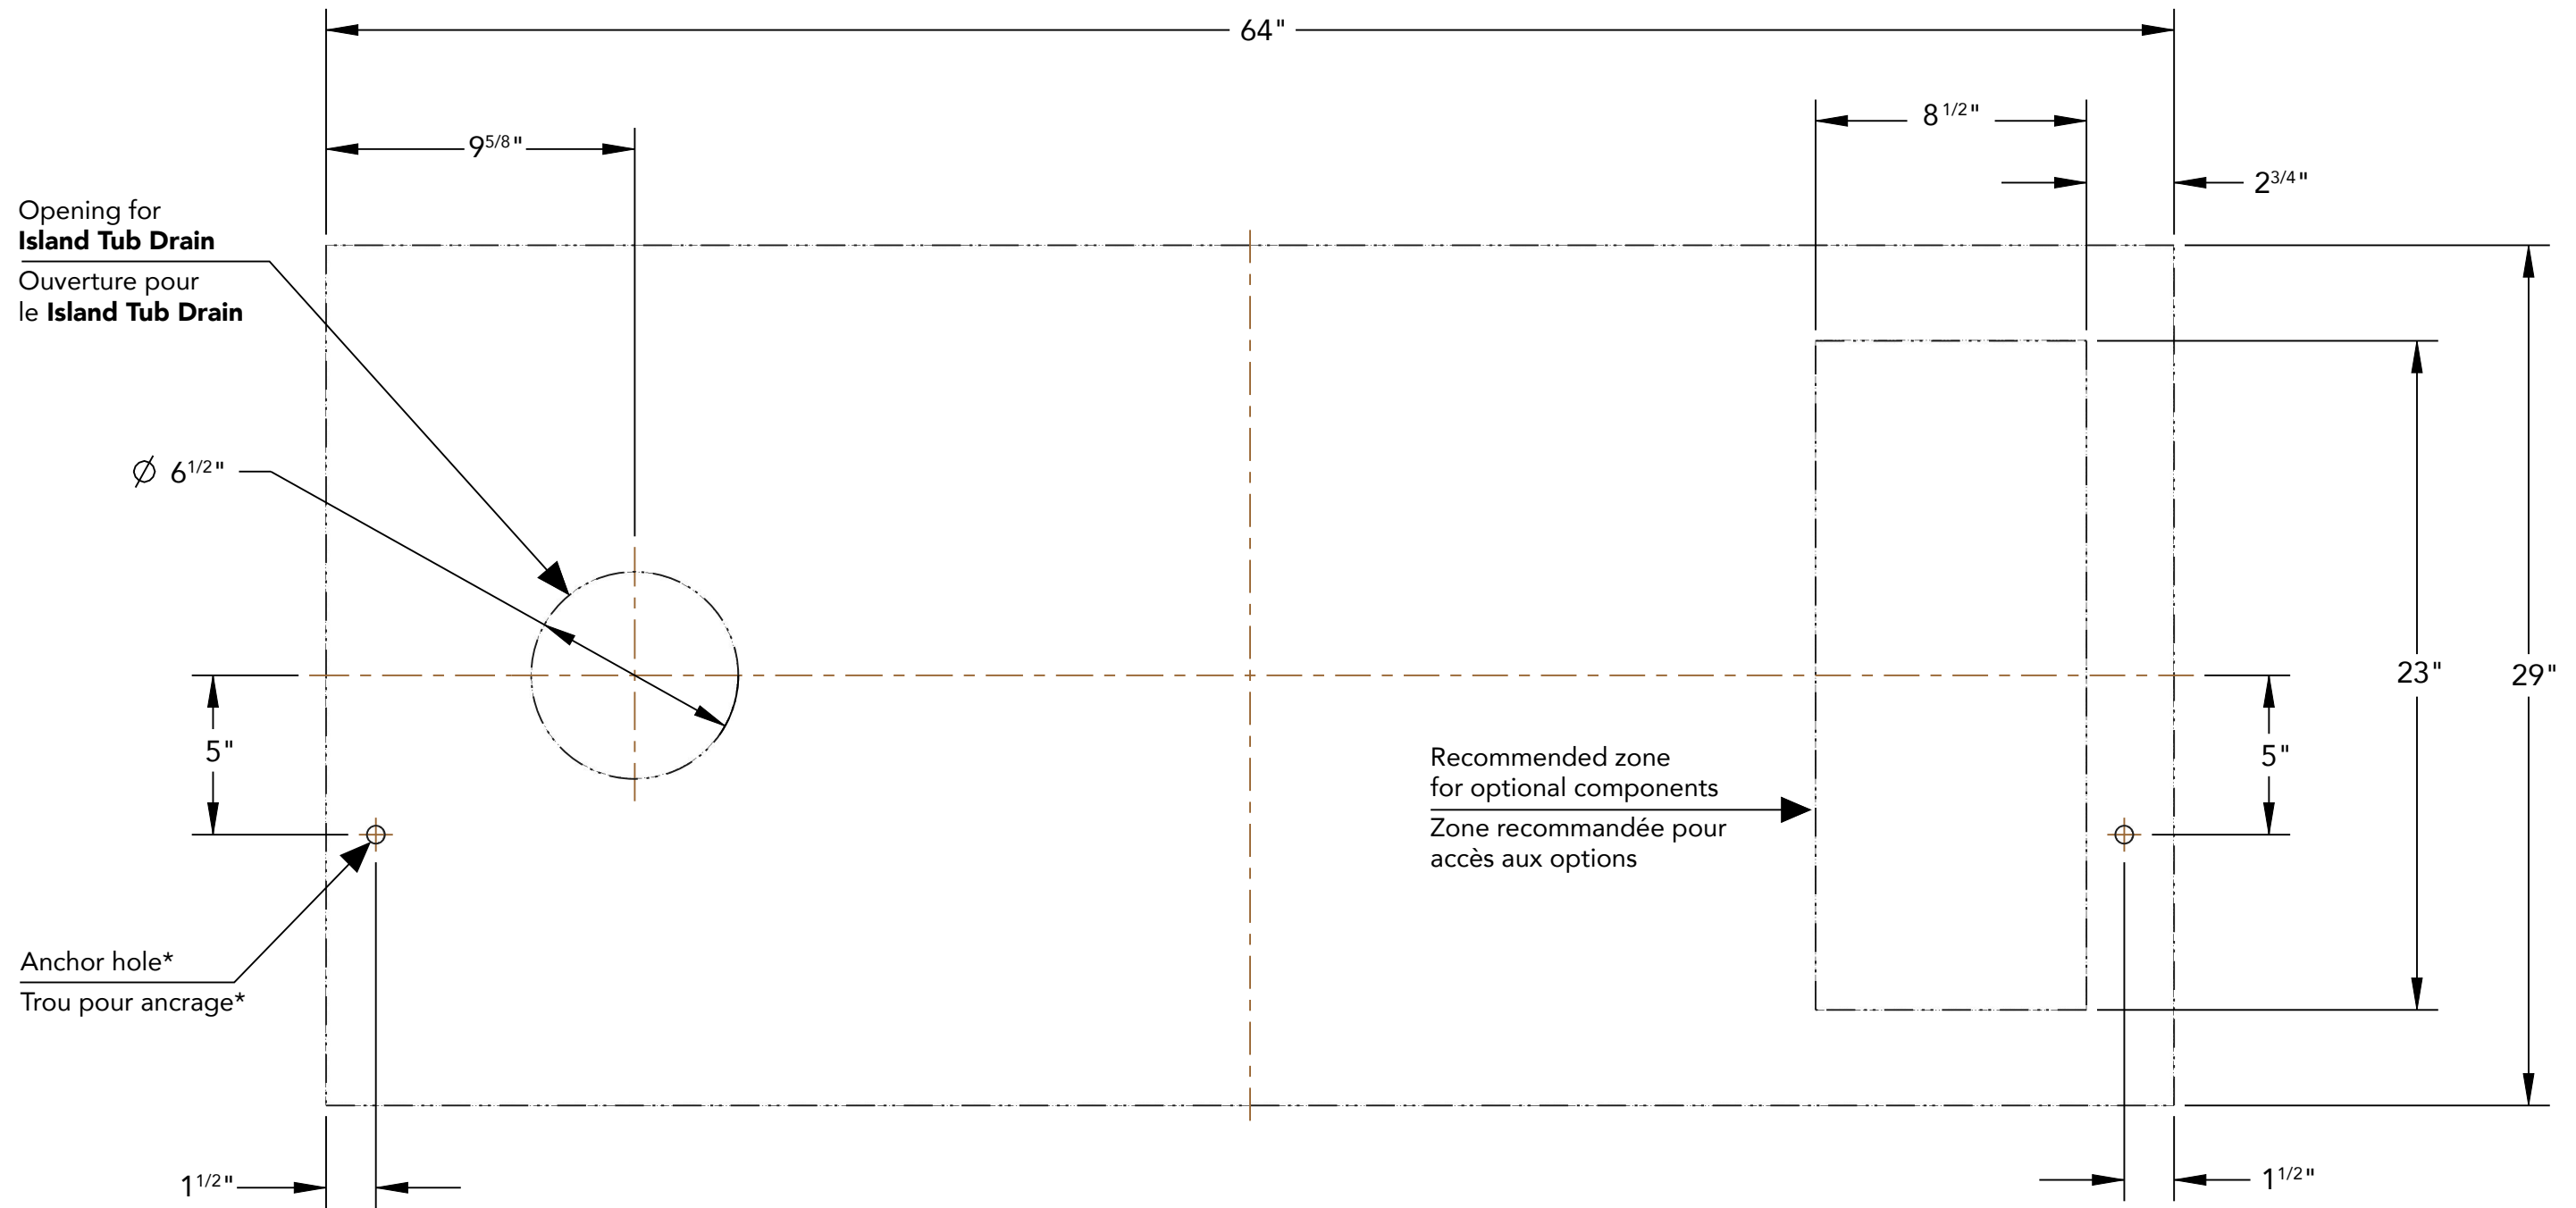 64"
8 1/2"
9 5/8"
2 3/4"
Opening for
Island Tub Drain
Ouverture pour
le Island Tub Drain
Ø 6 1/2"
23"
29"
5"
5"
Recommended zone
for optional components
Zone recommandée pour
accès aux options
Anchor hole*
Trou pour ancrage*
1 1/2"
1 1/2"